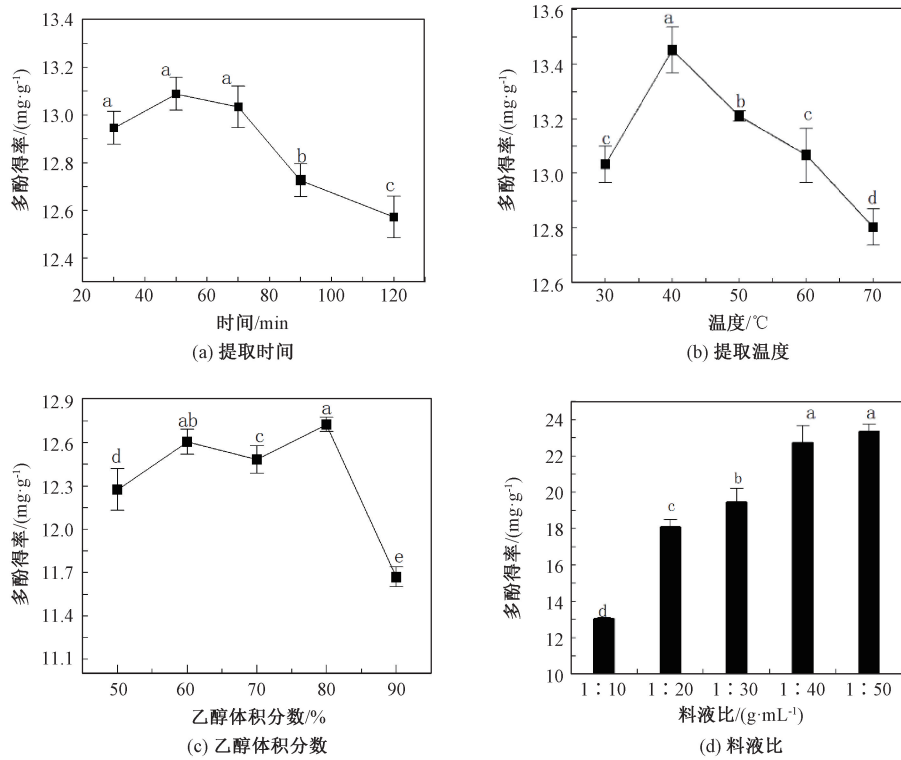 13.4
13.2
13.0
12.8
12.6
12.4
多酚得率/(mg·g⁻¹)
a
a
a
b
c
20 40 60 80 100 120
时间/min
(a) 提取时间
13.6
13.4
13.2
13.0
12.8
12.6
多酚得率/(mg·g⁻¹)
c
a
b
c
d
30 40 50 60 70
温度/℃
(b) 提取温度
12.9
12.6
12.3
12.0
11.7
11.4
11.1
多酚得率/(mg·g⁻¹)
d
ab
c
a
e
50 60 70 80 90
乙醇体积分数/%
(c) 乙醇体积分数
24
22
20
18
16
14
12
10
多酚得率/(mg·g⁻¹)
d
c
b
a
a
1∶10 1∶20 1∶30 1∶40 1∶50
料液比/(g·mL⁻¹)
(d) 料液比